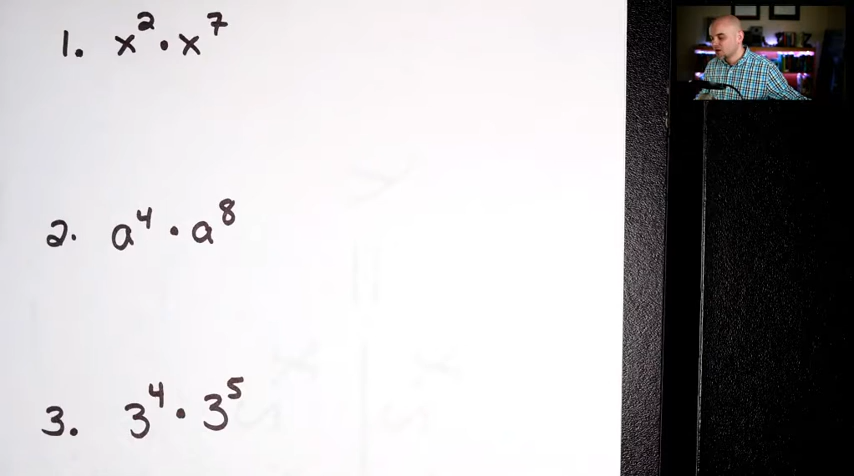 1. x² · x⁷
2. a⁴ · a⁸
3. 3⁴ · 3⁵